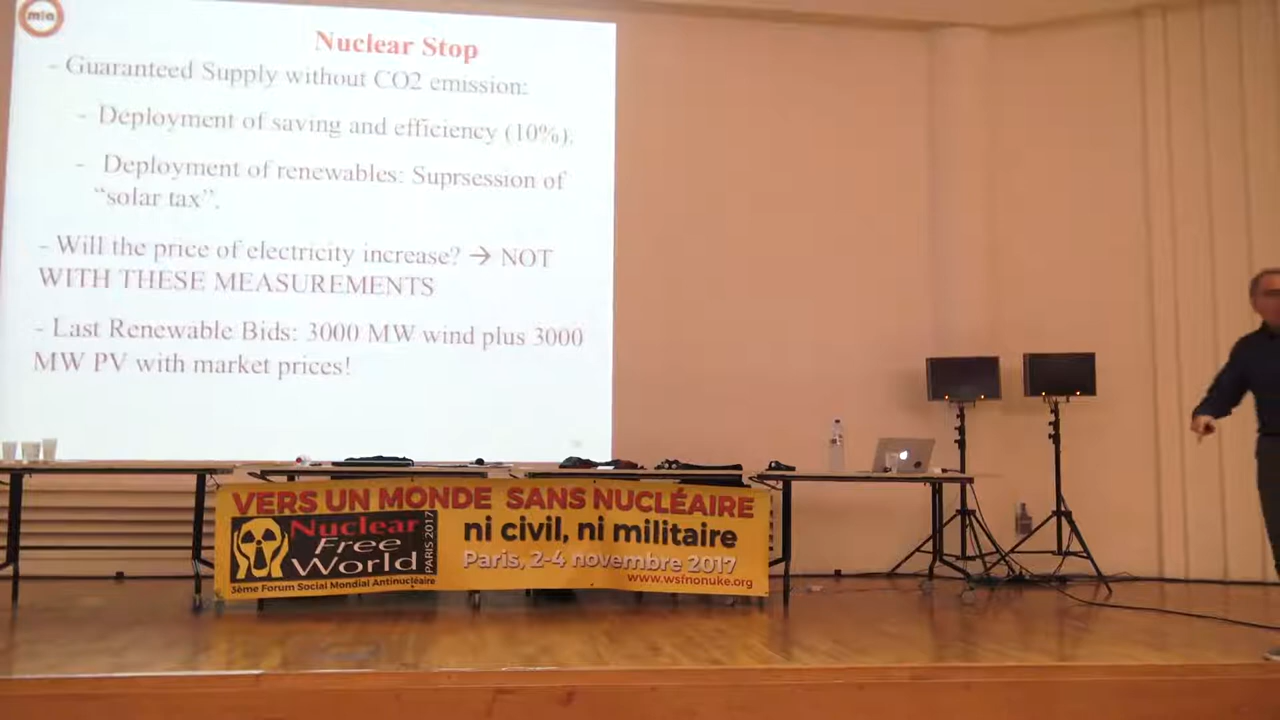 mia
Nuclear Stop
- Guaranteed Supply without CO2 emission:
- Deployment of saving and efficiency (10%).
- Deployment of renewables: Suprsession of
“solar tax”.
- Will the price of electricity increase? → NOT
WITH THESE MEASUREMENTS
- Last Renewable Bids: 3000 MW wind plus 3000
MW PV with market prices!
VERS UN MONDE SANS NUCLÉAIRE
ni civil, ni militaire
Nuclear
Free
World
PARIS 2017
3ème Forum Social Mondial Antinucléaire
Paris, 2-4 novembre 2017
www.wsfnonuke.org